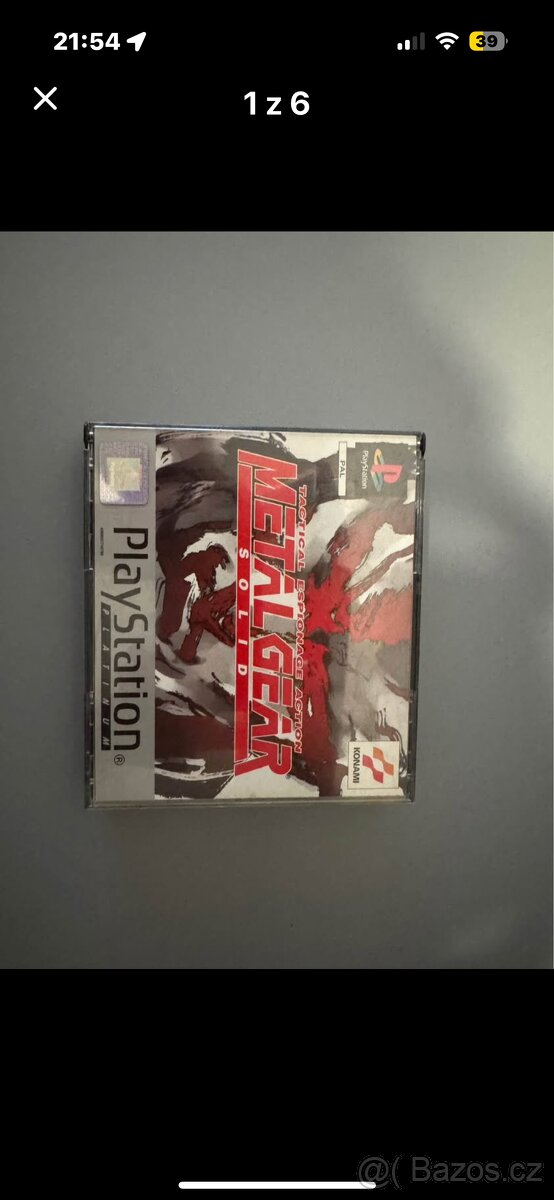 21:54
39
1 z 6
PlayStation
PAL
TACTICAL ESPIONAGE ACTION
METAL GEAR
SOLID
KONAMI
PlayStation®
PLATINUM
@( Bazos.cz